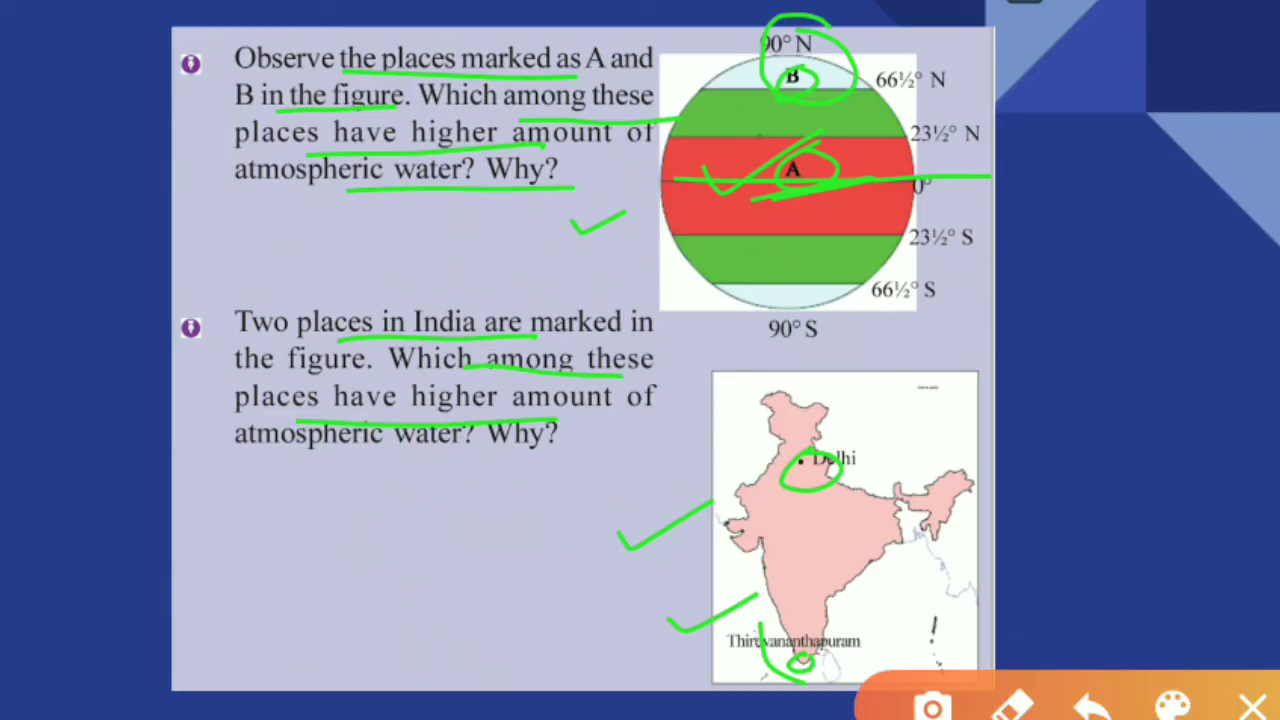 Observe the places marked as A and
B in the figure. Which among these
places have higher amount of
atmospheric water? Why?
90° N
B
66½° N
23½° N
A
0°
23½° S
66½° S
90° S
Two places in India are marked in
the figure. Which among these
places have higher amount of
atmospheric water? Why?
Delhi
Thiruvananthapuram